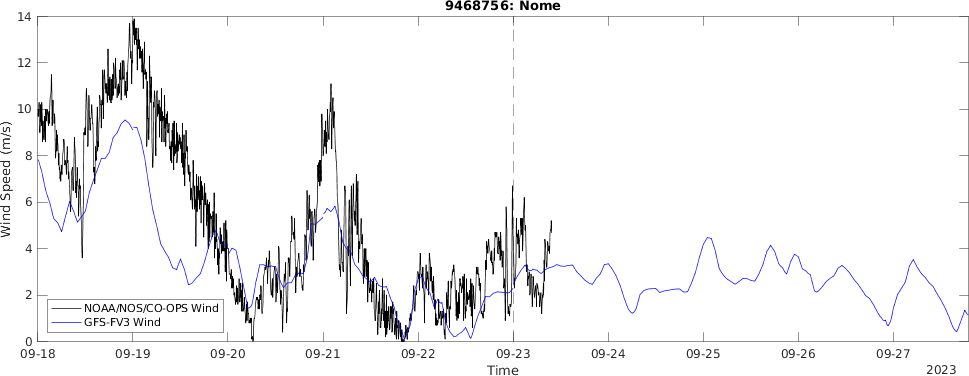 9468756: Nome
Wind Speed (m/s)
14
12
10
8
6
4
2
0
NOAA/NOS/CO-OPS Wind
GFS-FV3 Wind
09-18 09-19 09-20 09-21 09-22 09-23 09-24 09-25 09-26 09-27
Time
2023